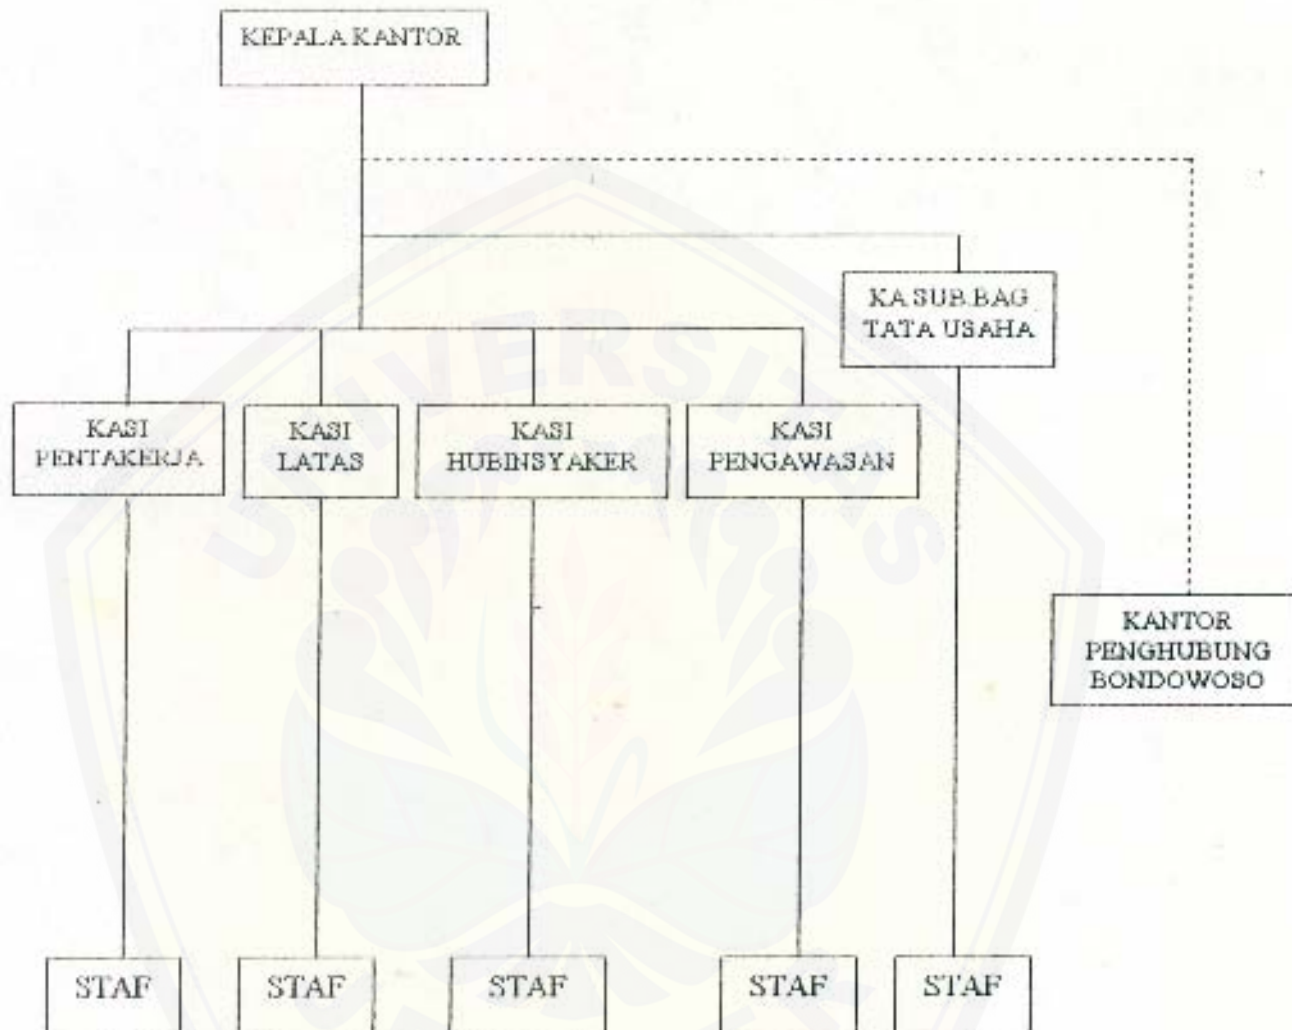 KEPALA KANTOR
KA SUB.BAG
TATA USAHA
KASI
PENTAKERJA
KASI
LATAS
KASI
HUBINSYAKER
KASI
PENGAWASAN
KANTOR
PENGHUBUNG
BONDOWOSO
STAF
STAF
STAF
STAF
STAF
UNIVERSITAS